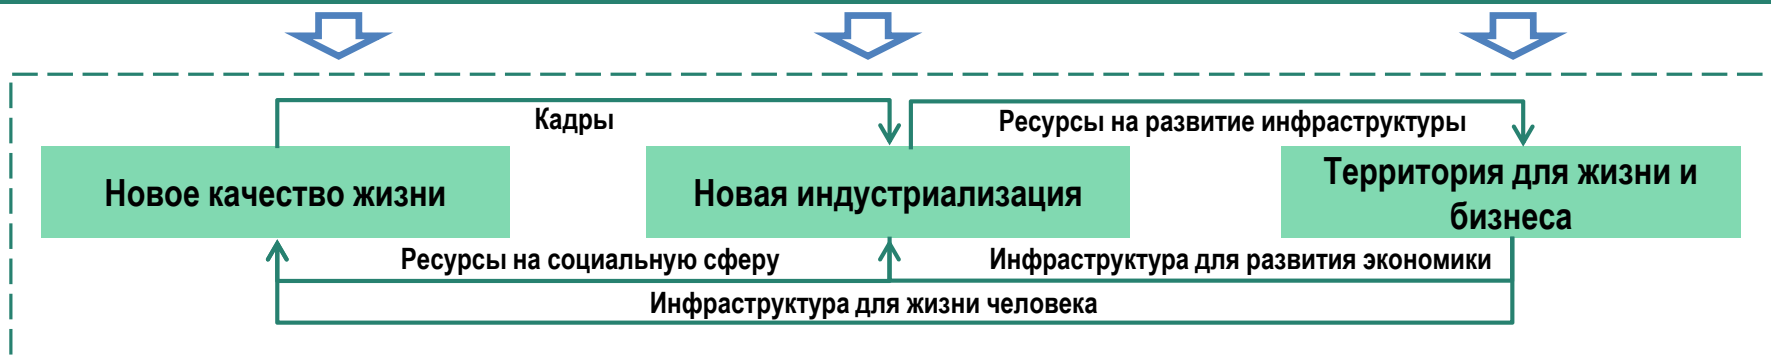 Кадры
Ресурсы на развитие инфраструктуры
Новое качество жизни
Новая индустриализация
Территория для жизни и
бизнеса
Ресурсы на социальную сферу
Инфраструктура для развития экономики
Инфраструктура для жизни человека